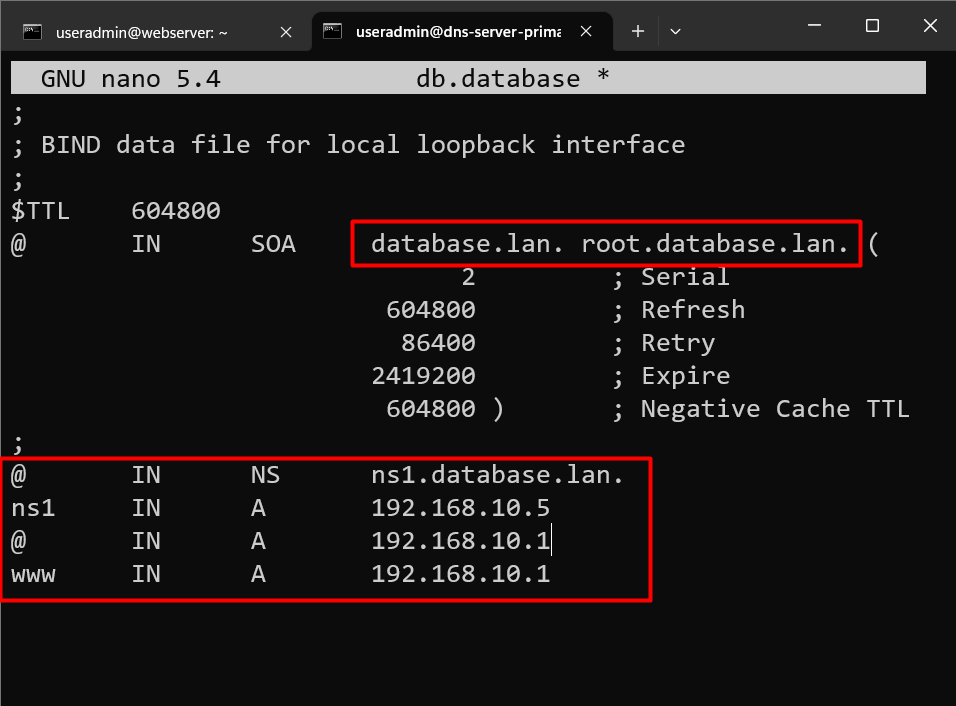 useradmin@webserver: ~
useradmin@dns-server-prima
GNU nano 5.4 db.database *
;
; BIND data file for local loopback interface
;
$TTL 604800
@ IN SOA database.lan. root.database.lan. (
2 ; Serial
604800 ; Refresh
86400 ; Retry
2419200 ; Expire
604800 ) ; Negative Cache TTL
;
@ IN NS ns1.database.lan.
ns1 IN A 192.168.10.5
@ IN A 192.168.10.1
www IN A 192.168.10.1